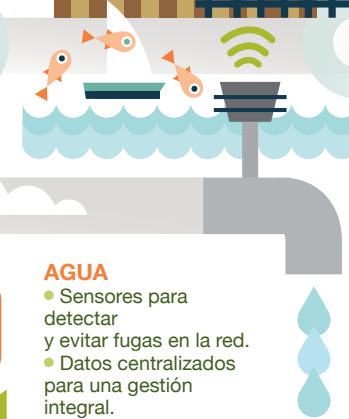 AGUA
• Sensores para
detectar
y evitar fugas en la red.
• Datos centralizados
para una gestión
integral.